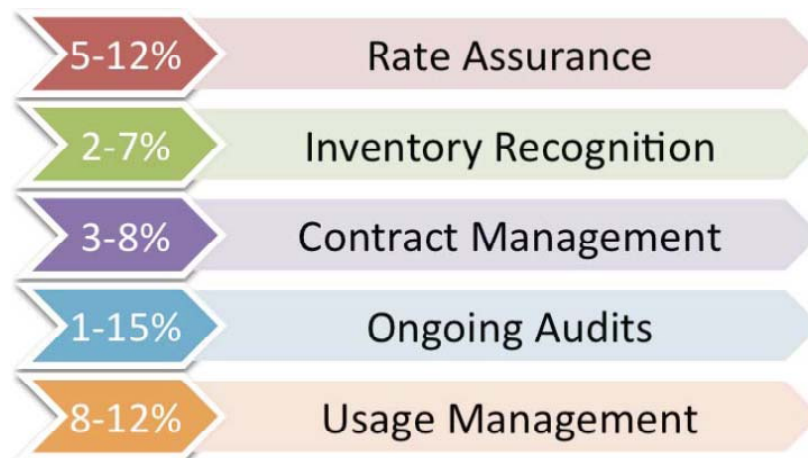 5-12% Rate Assurance
2-7% Inventory Recognition
3-8% Contract Management
1-15% Ongoing Audits
8-12% Usage Management